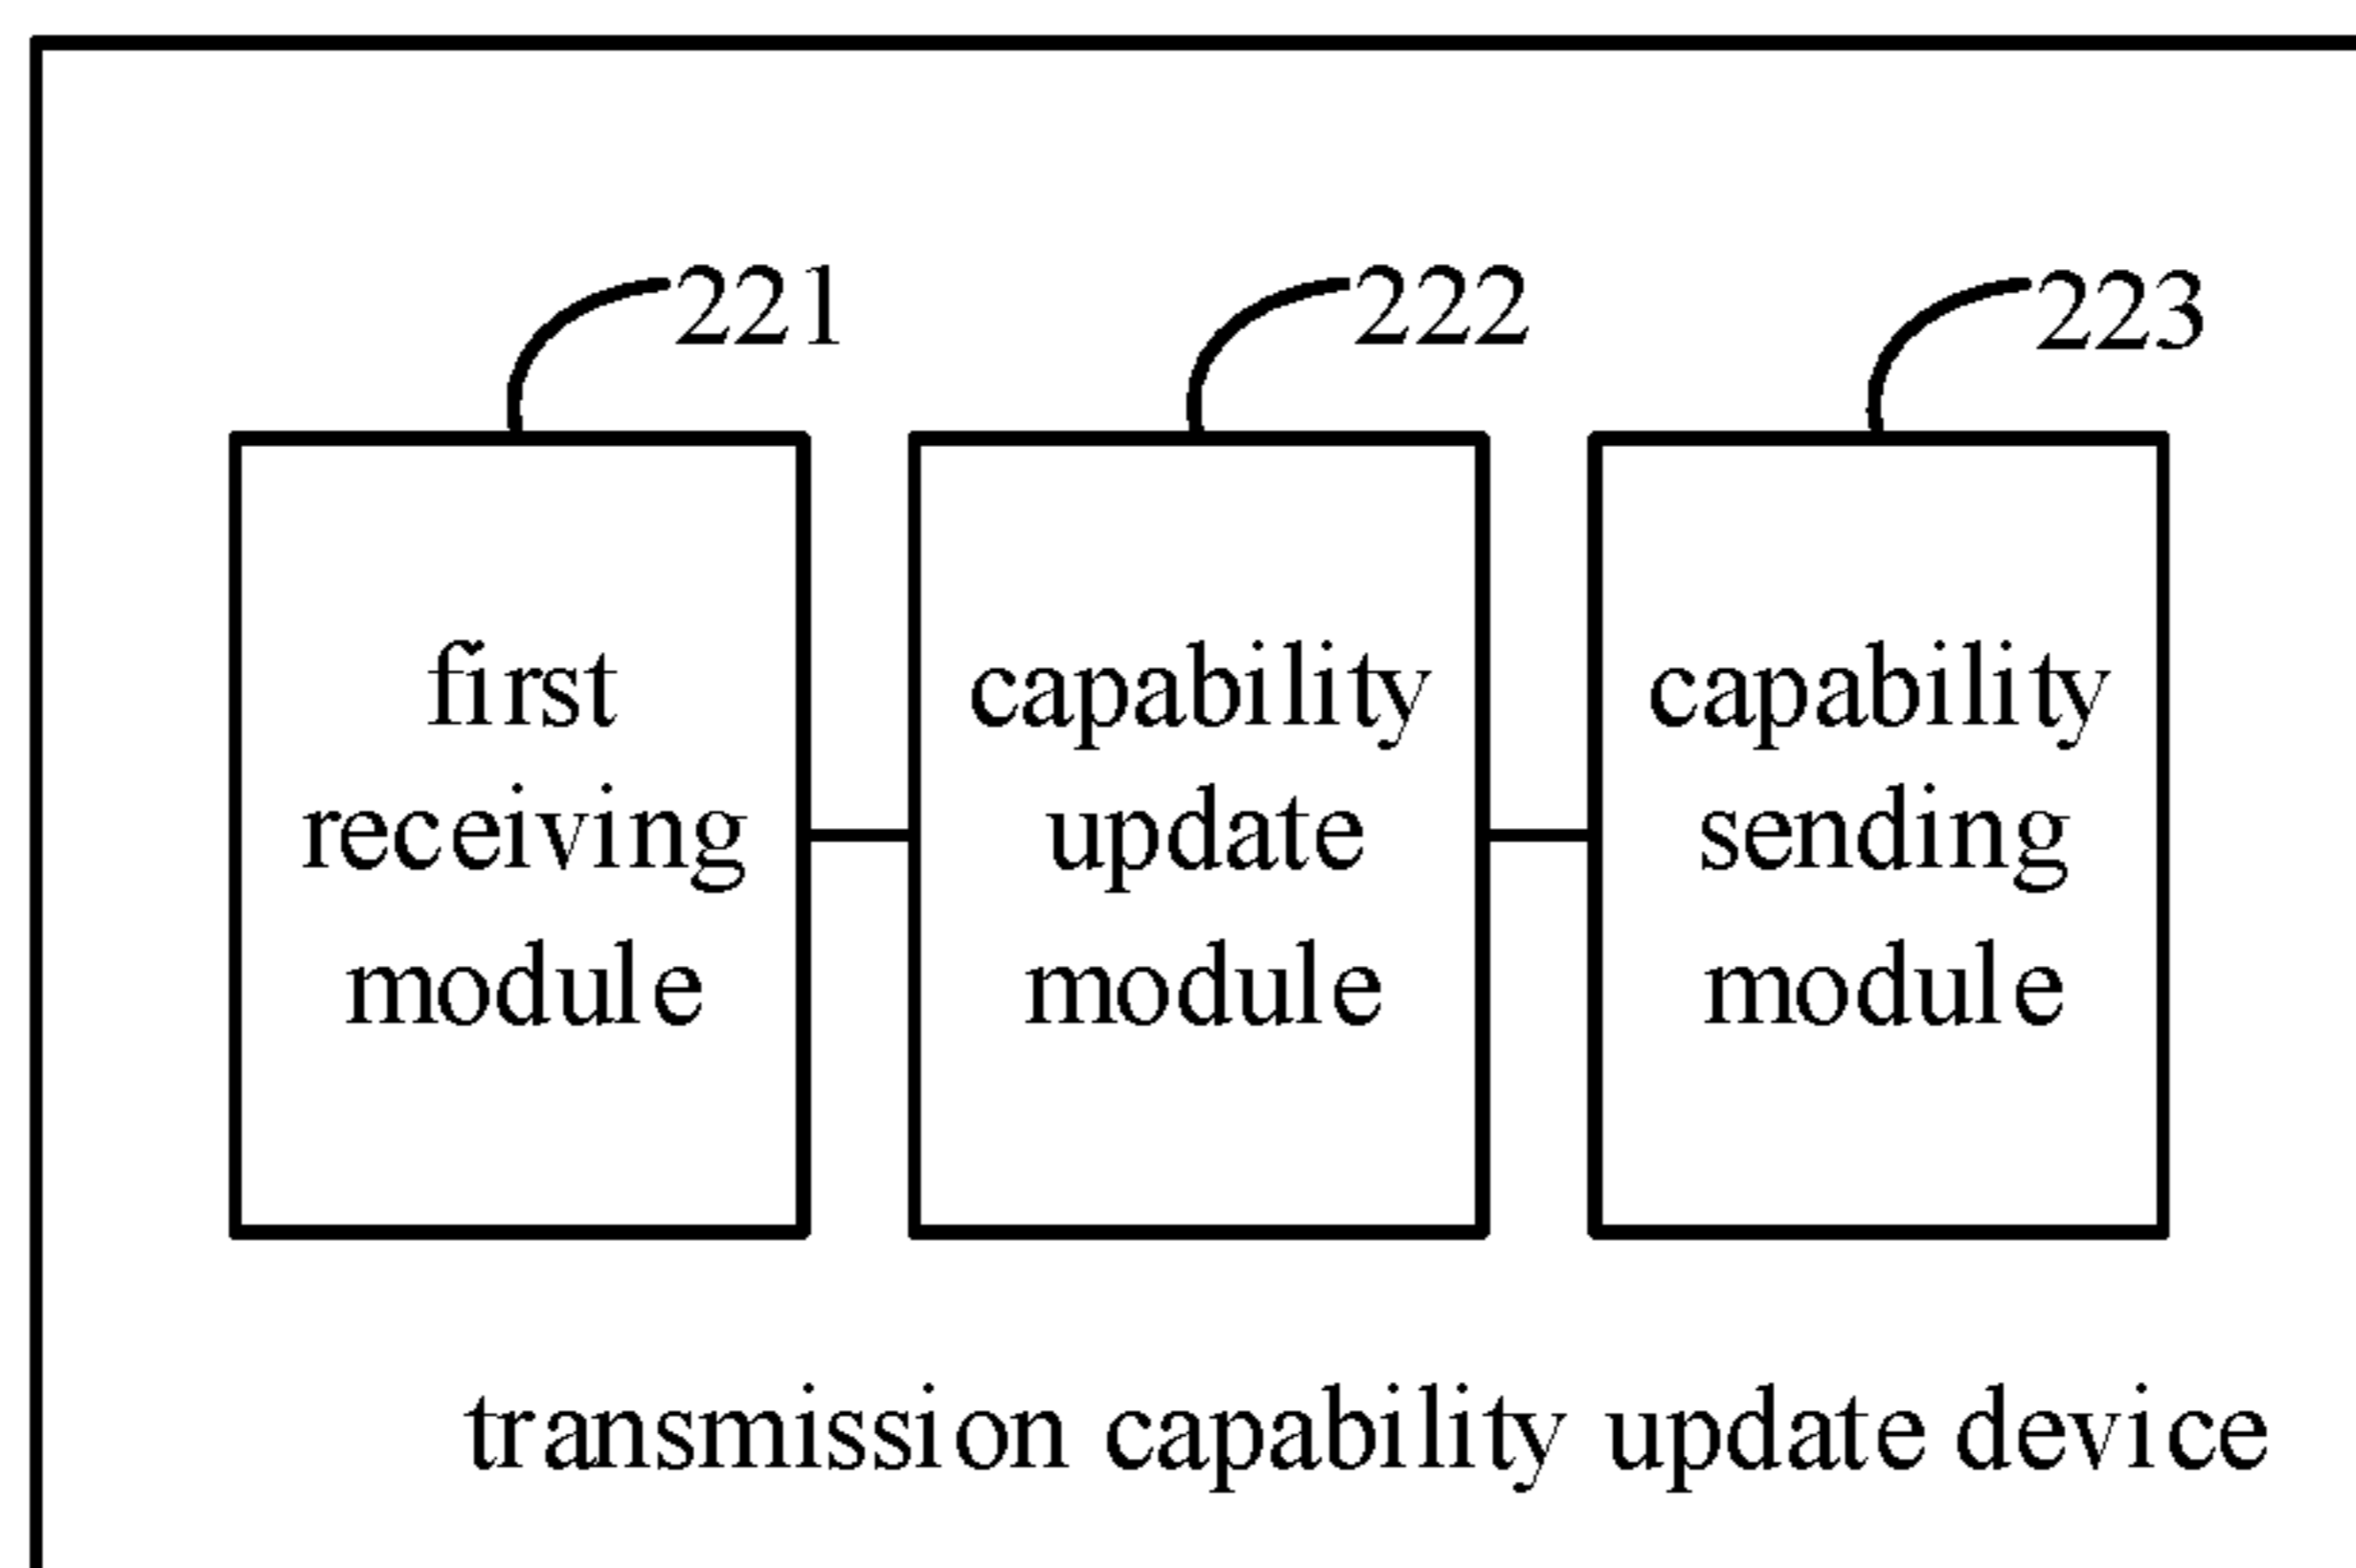 221
222
223
first
receiving
module
capability
update
module
capability
sending
module
transmission capability update device